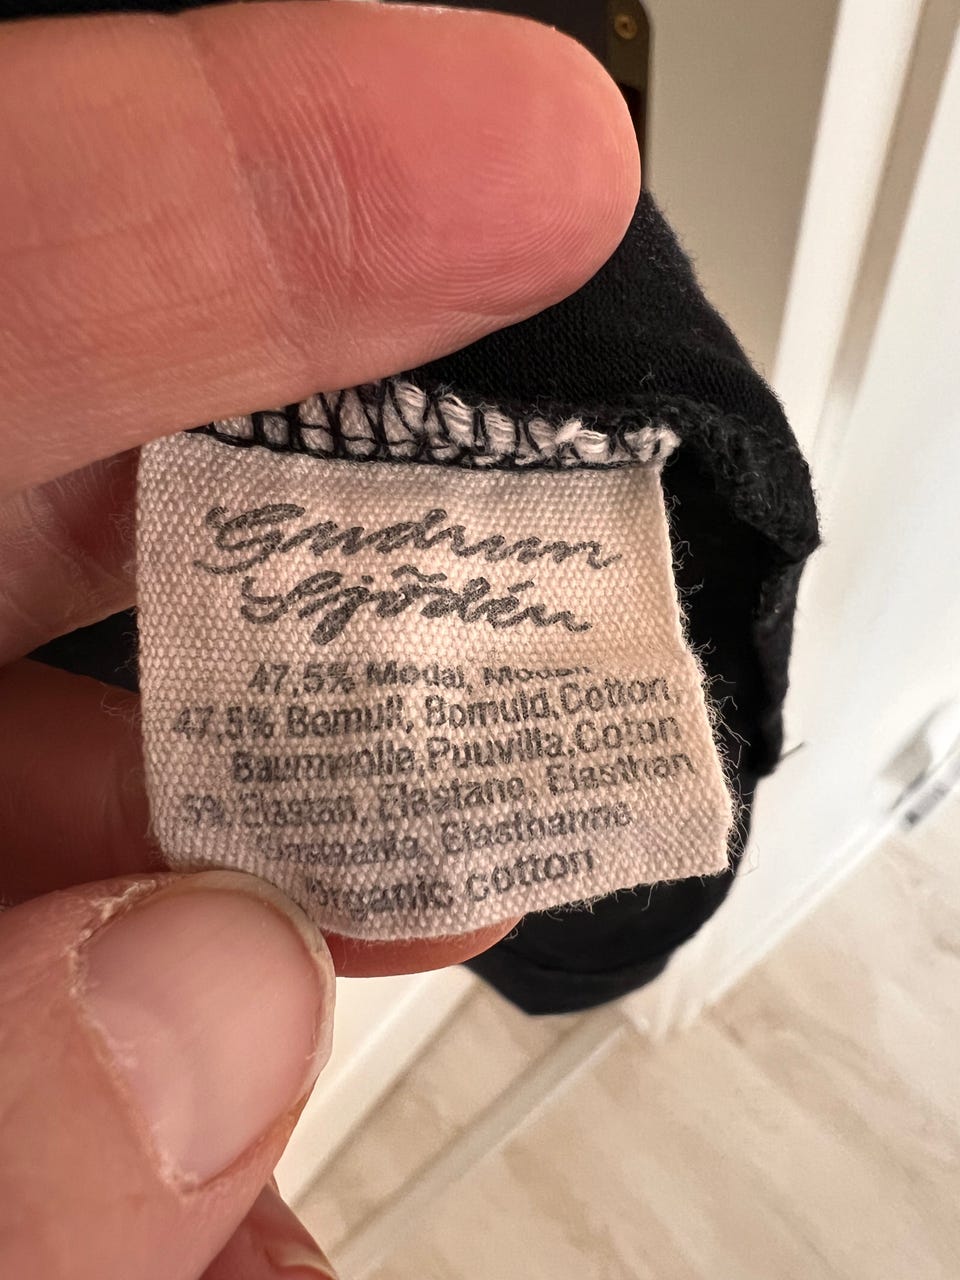 Gudrun
Sjödén
47,5% Modal, Modaali
47,5% Bomull, Bomuld,Cotton
Baumwolle,Puuvilla,Coton
5% Elastan, Elastane, Elasthan
Elasthanne
Organic cotton